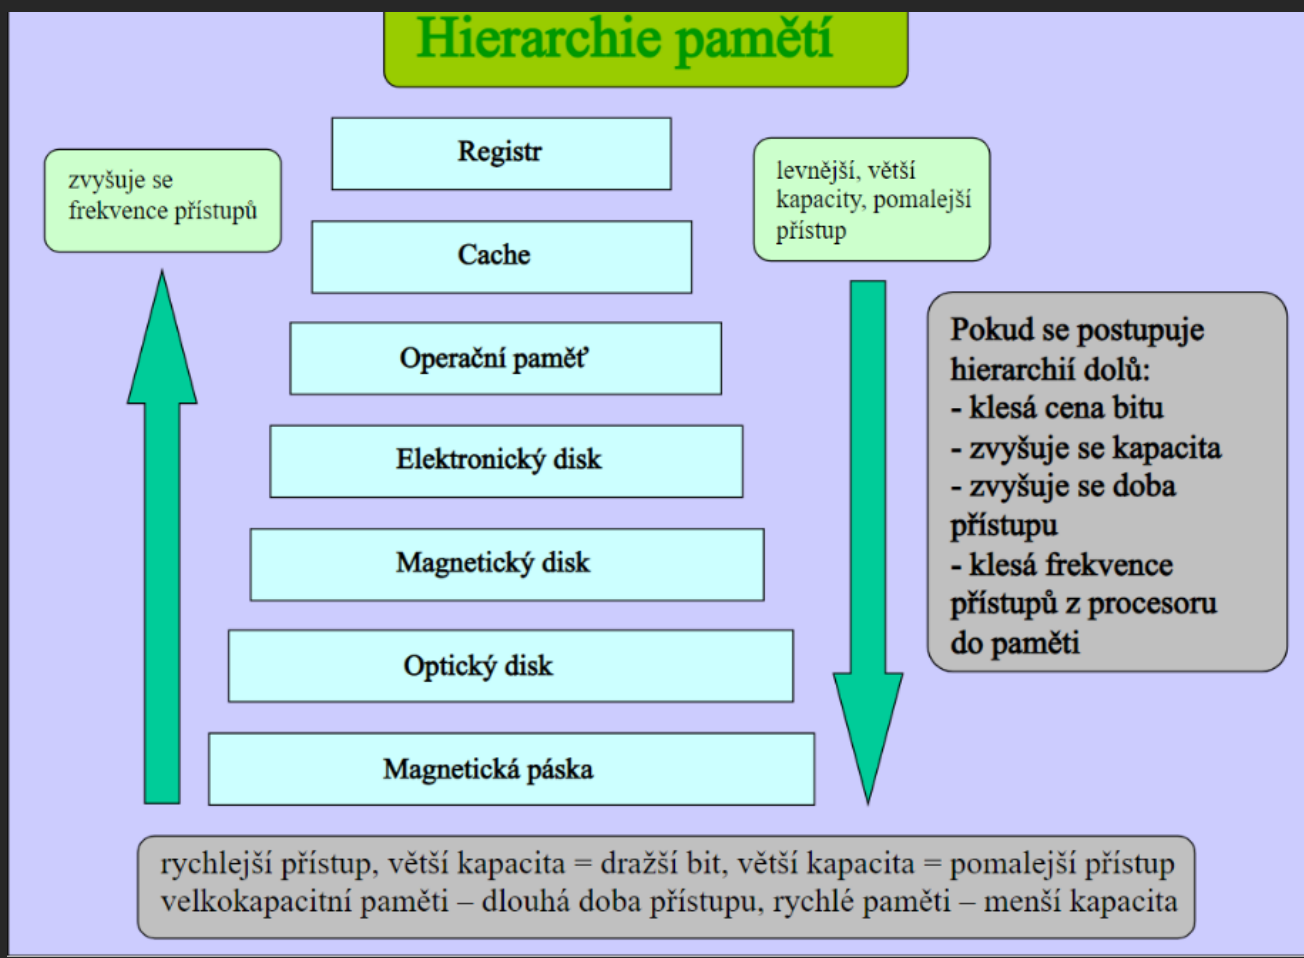 Hierarchie pamětí
zvyšuje se
frekvence přístupů
Registr
Cache
Operační paměť
Elektronický disk
Magnetický disk
Optický disk
Magnetická páska
levnější, větší
kapacity, pomalejší
přístup
Pokud se postupuje
hierarchií dolů:
- klesá cena bitu
- zvyšuje se kapacita
- zvyšuje se doba
přístupu
- klesá frekvence
přístupů z procesoru
do paměti
rychlejší přístup, větší kapacita = dražší bit, větší kapacita = pomalejší přístup
velkokapacitní paměti – dlouhá doba přístupu, rychlé paměti – menší kapacita